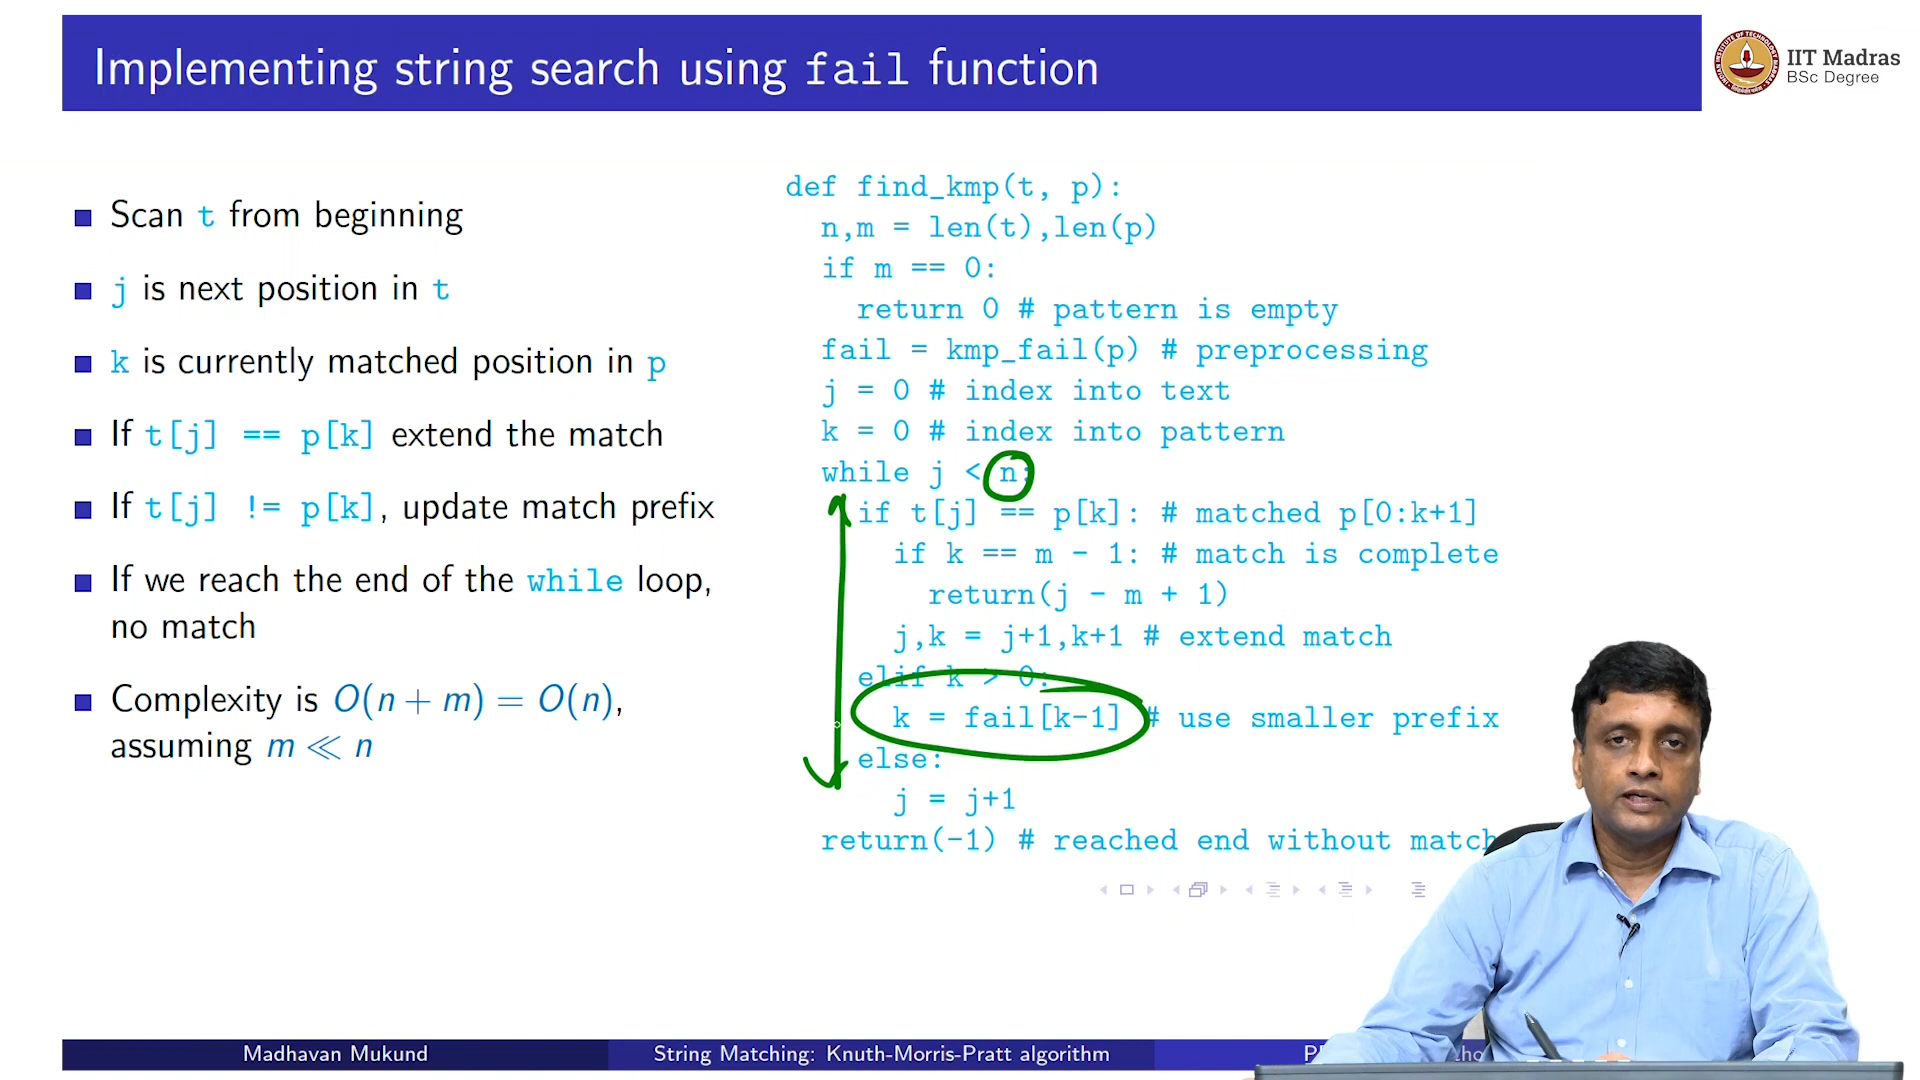 Implementing string search using fail function
IIT Madras
BSc Degree
Scan t from beginning
j is next position in t
k is currently matched position in p
If t[j] == p[k] extend the match
If t[j] != p[k], update match prefix
If we reach the end of the while loop,
no match
Complexity is O(n + m) = O(n),
assuming m ≪ n
def find_kmp(t, p):
n,m = len(t),len(p)
if m == 0:
return 0 # pattern is empty
fail = kmp_fail(p) # preprocessing
j = 0 # index into text
k = 0 # index into pattern
while j < n:
if t[j] == p[k]: # matched p[0:k+1]
if k == m - 1: # match is complete
return(j - m + 1)
j,k = j+1,k+1 # extend match
elif k > 0:
k = fail[k-1] # use smaller prefix
else:
j = j+1
return(-1) # reached end without match
Madhavan Mukund
String Matching: Knuth-Morris-Pratt algorithm